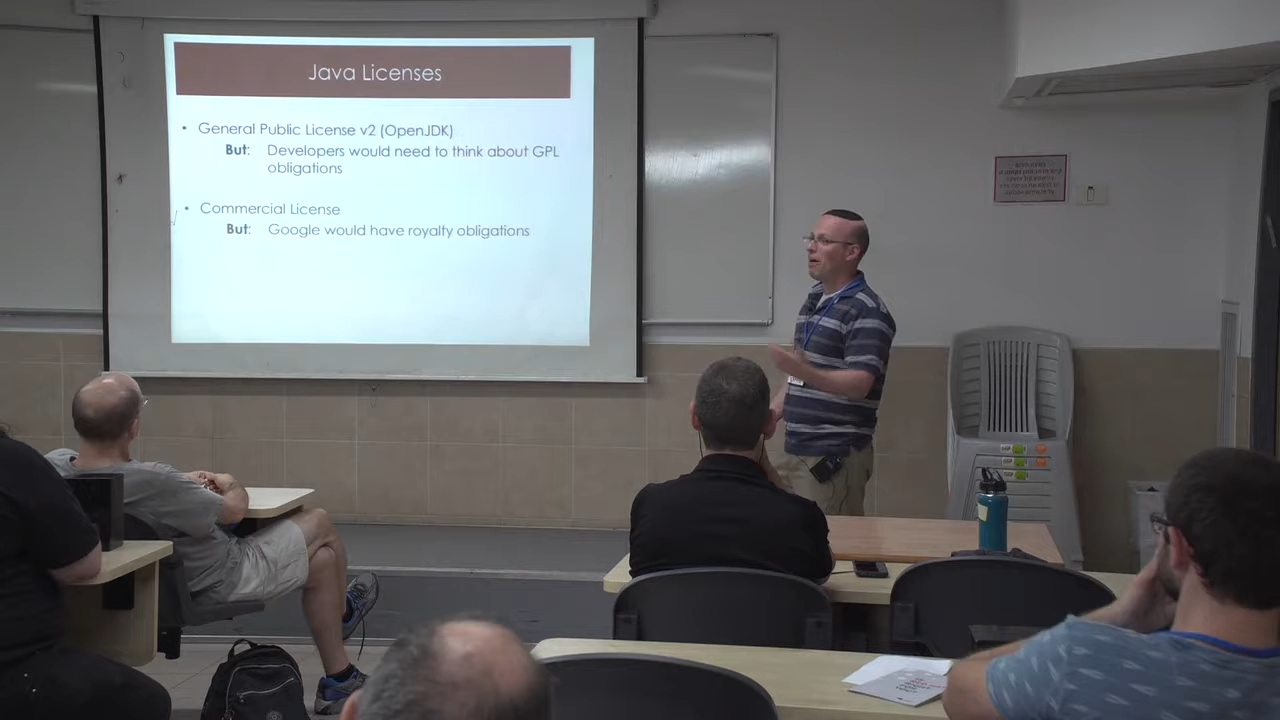 Java Licenses
• General Public License v2 (OpenJDK)
But: Developers would need to think about GPL
obligations
• Commercial License
But: Google would have royalty obligations